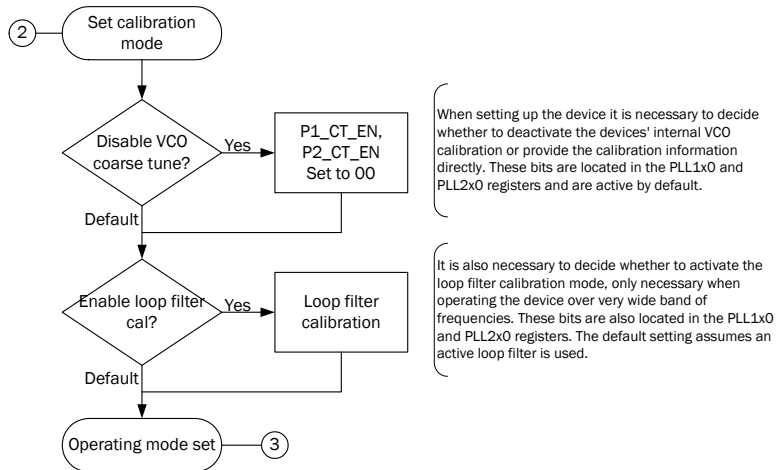 2
Set calibration
mode
Disable VCO
coarse tune?
Yes
P1_CT_EN,
P2_CT_EN
Set to 00
When setting up the device it is necessary to decide
whether to deactivate the devices' internal VCO
calibration or provide the calibration information
directly. These bits are located in the PLL1x0 and
PLL2x0 registers and are active by default.
Default
Enable loop filter
cal?
Yes
Loop filter
calibration
It is also necessary to decide whether to activate the
loop filter calibration mode, only necessary when
operating the device over very wide band of
frequencies. These bits are also located in the PLL1x0
and PLL2x0 registers. The default setting assumes an
active loop filter is used.
Default
Operating mode set
3